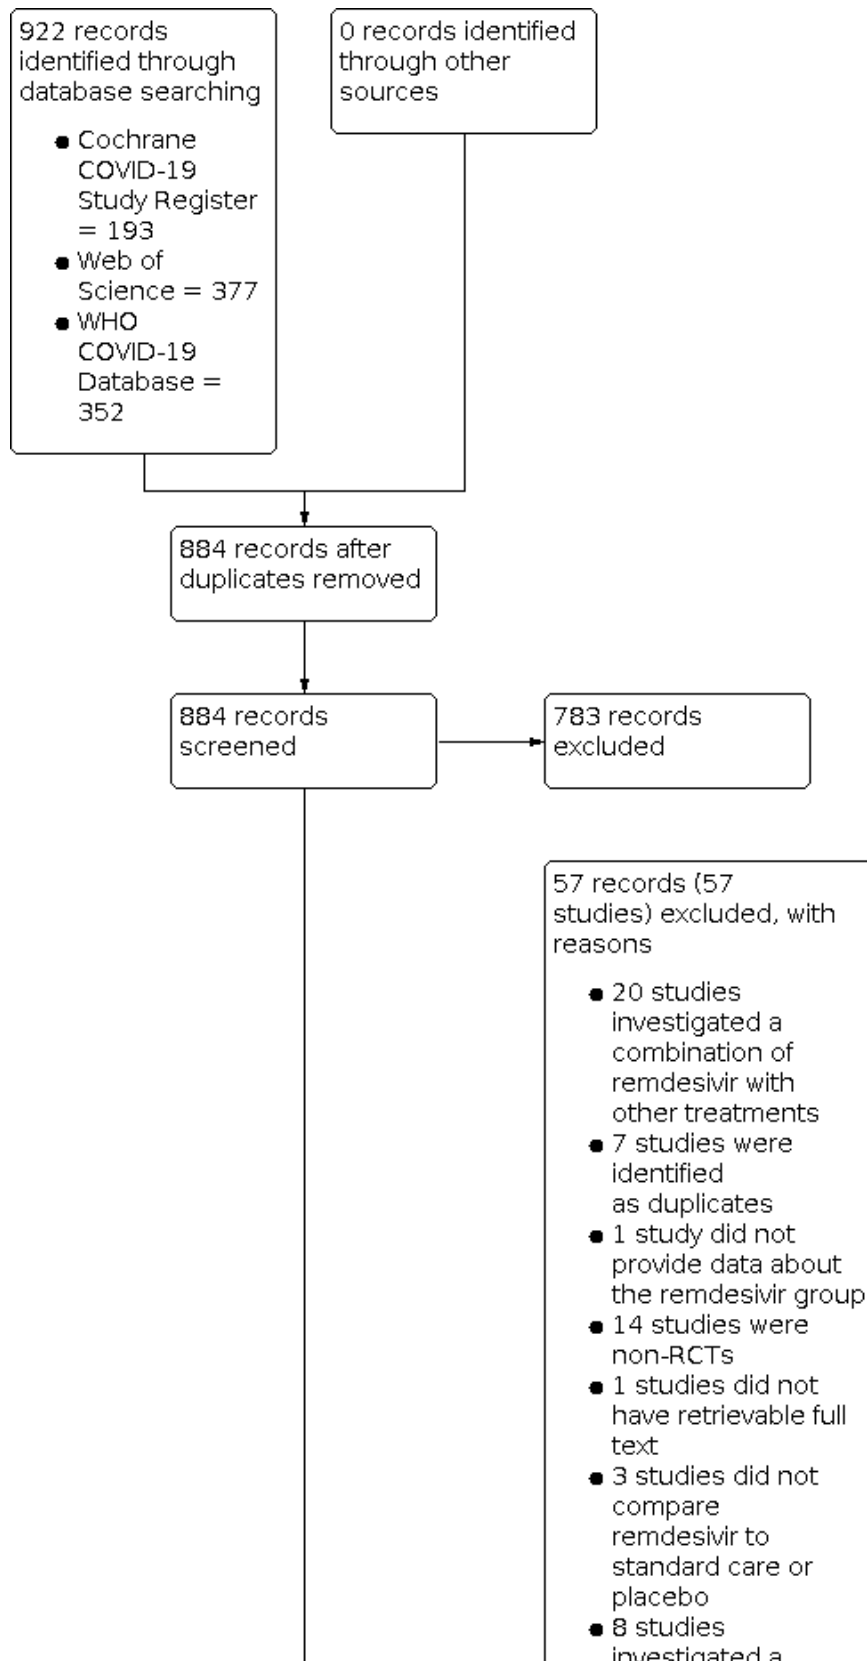 922 records
identified through
database searching
● Cochrane
COVID-19
Study Register
= 193
● Web of
Science = 377
● WHO
COVID-19
Database =
352
0 records identified
through other
sources
884 records after
duplicates removed
884 records
screened
783 records
excluded
57 records (57
studies) excluded, with
reasons
● 20 studies
investigated a
combination of
remdesivir with
other treatments
● 7 studies were
identified
as duplicates
● 1 study did not
provide data about
the remdesivir group
● 14 studies were
non-RCTs
● 1 studies did not
have retrievable full
text
● 3 studies did not
compare
remdesivir to
standard care or
placebo
● 8 studies
investigated a